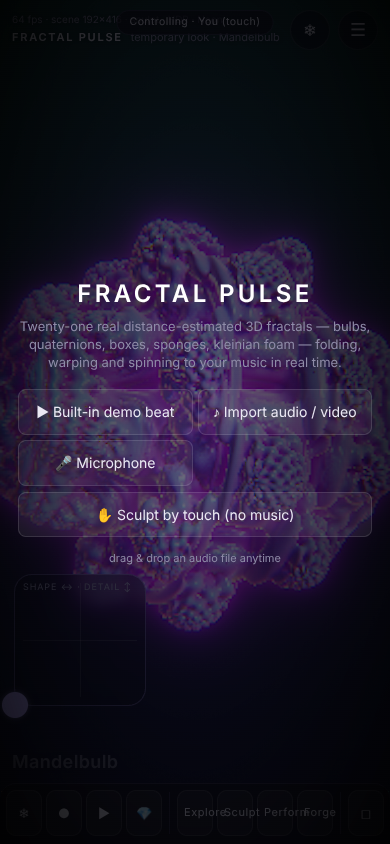 64 fps · scene 192×41
Controlling · You (touch)
FRACTAL PULSE
temporary look · Mandelbulb
FRACTAL PULSE
Twenty-one real distance-estimated 3D fractals — bulbs,
quaternions, boxes, sponges, kleinian foam — folding,
warping and spinning to your music in real time.
▶ Built-in demo beat
♪ Import audio / video
🎤 Microphone
✋ Sculpt by touch (no music)
drag & drop an audio file anytime
SHAPE ↔ · DETAIL ↕
Mandelbulb
Explore Sculpt Perform Forge